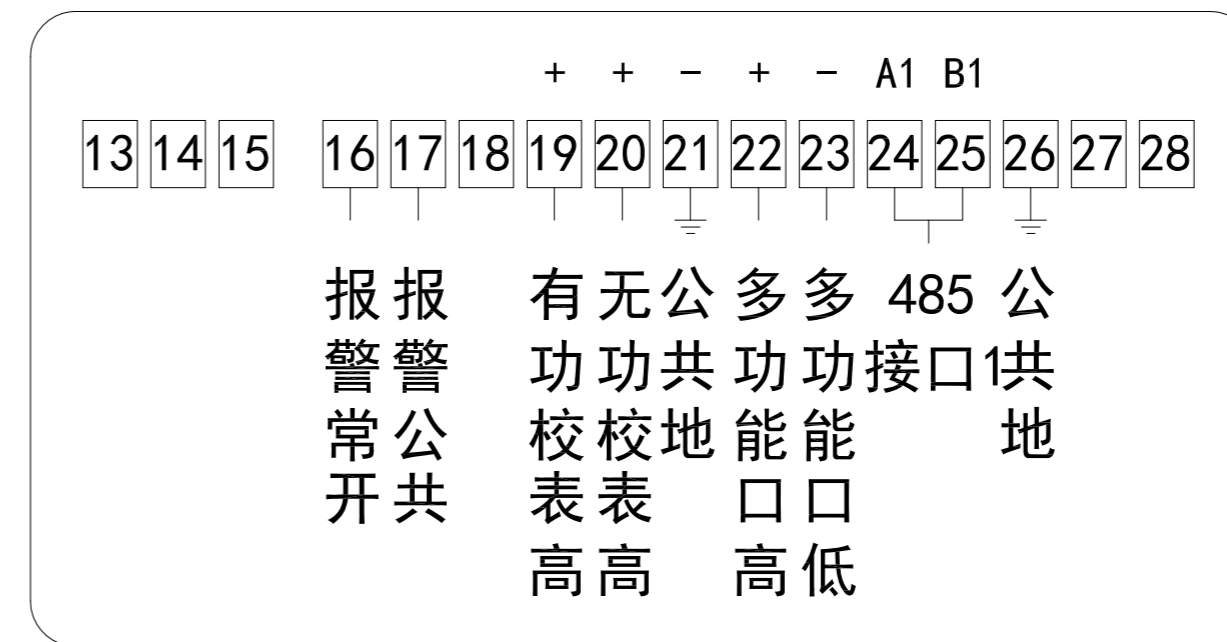 + + − + − A1 B1
13 14 15 16 17 18 19 20 21 22 23 24 25 26 27 28
报警常开
报警公共
有功校表高
无功校表高
公共地
多功能口高
多功能口低
485
接口1
公共地